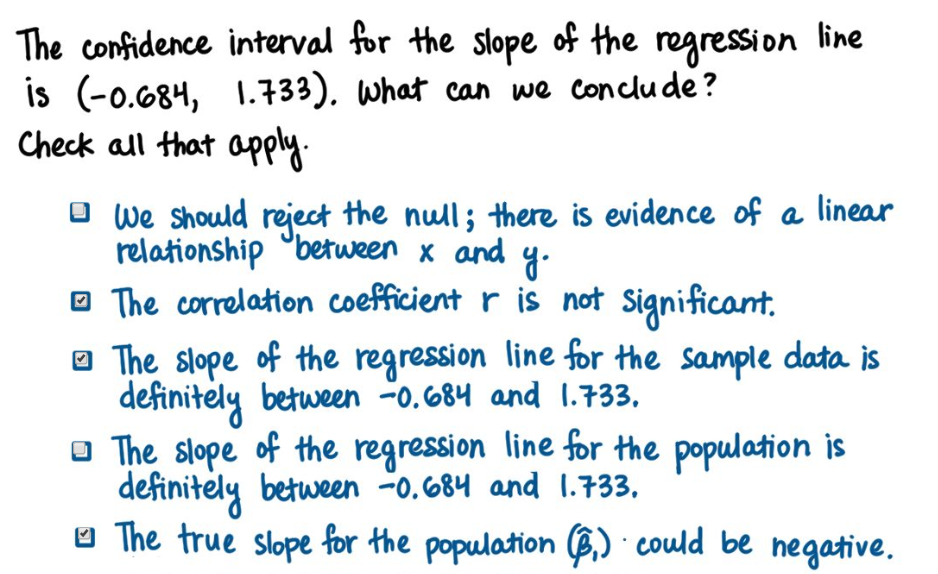 The confidence interval for the slope of the regression line
is (-0.684, 1.733). What can we conclude?
Check all that apply.
☐ We should reject the null; there is evidence of a linear
relationship between x and y.
☑ The correlation coefficient r is not significant.
☑ The slope of the regression line for the sample data is
definitely between -0.684 and 1.733.
☐ The slope of the regression line for the population is
definitely between -0.684 and 1.733.
☑ The true slope for the population (β̂₁) could be negative.